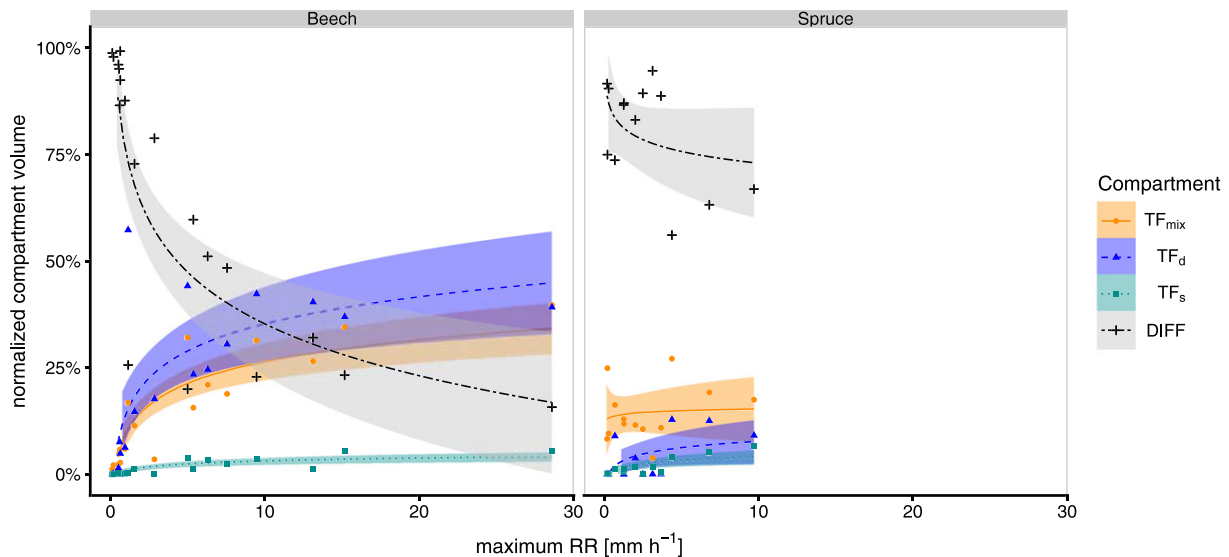 Beech
Spruce
normalized compartment volume
100%
75%
50%
25%
0%
0 10 20 30
0 10 20 30
maximum RR [mm h⁻¹]
Compartment
TFmix
TFd
TFs
DIFF